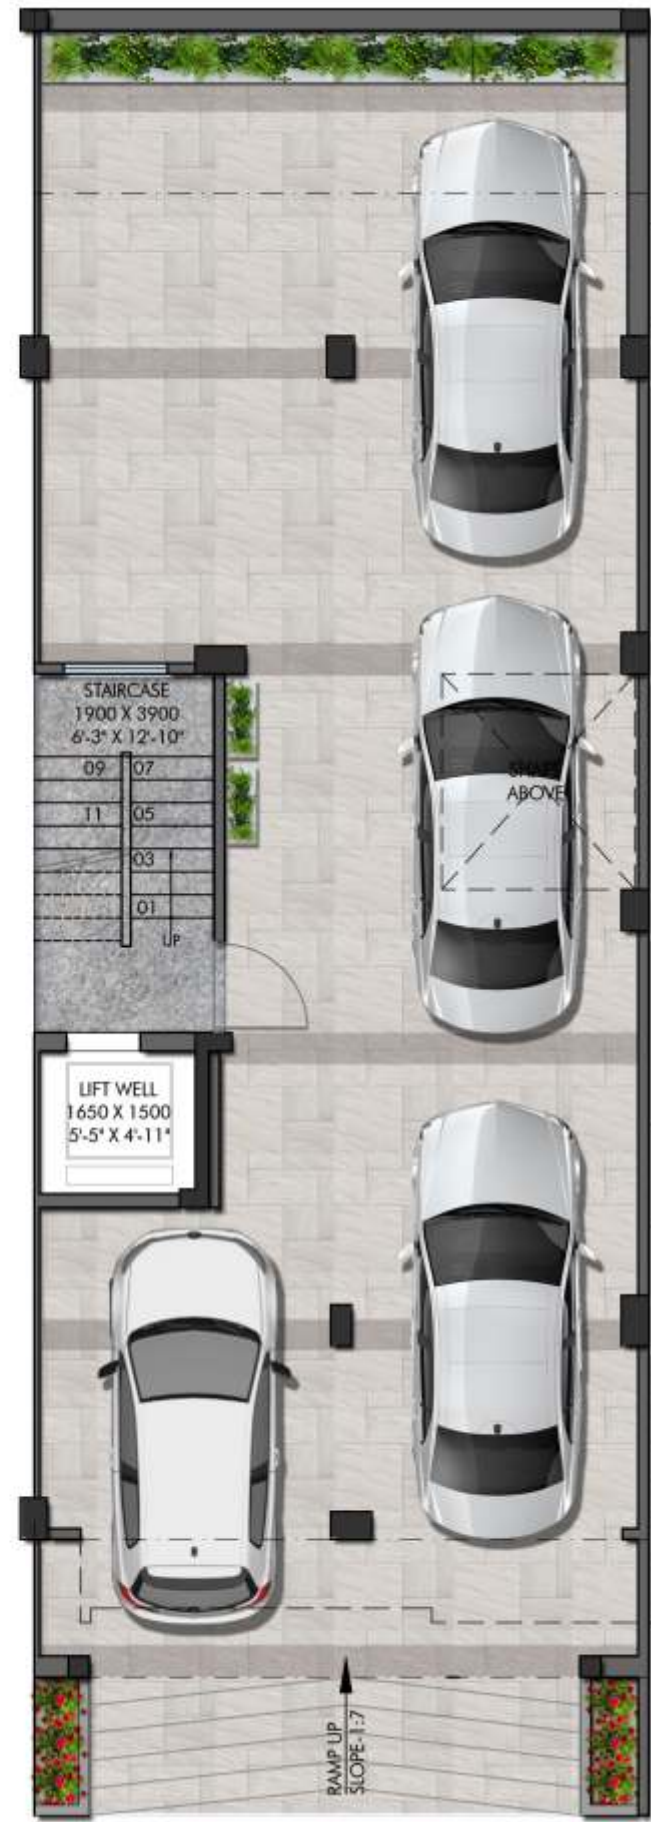 STAIRCASE
1900 X 3900
6'-3" X 12'-10"
09 07
11 05
03
01
UP
ABOVE
LIFT WELL
1650 X 1500
5'-5" X 4'-11"
RAMP UP
SLOPE-1:7